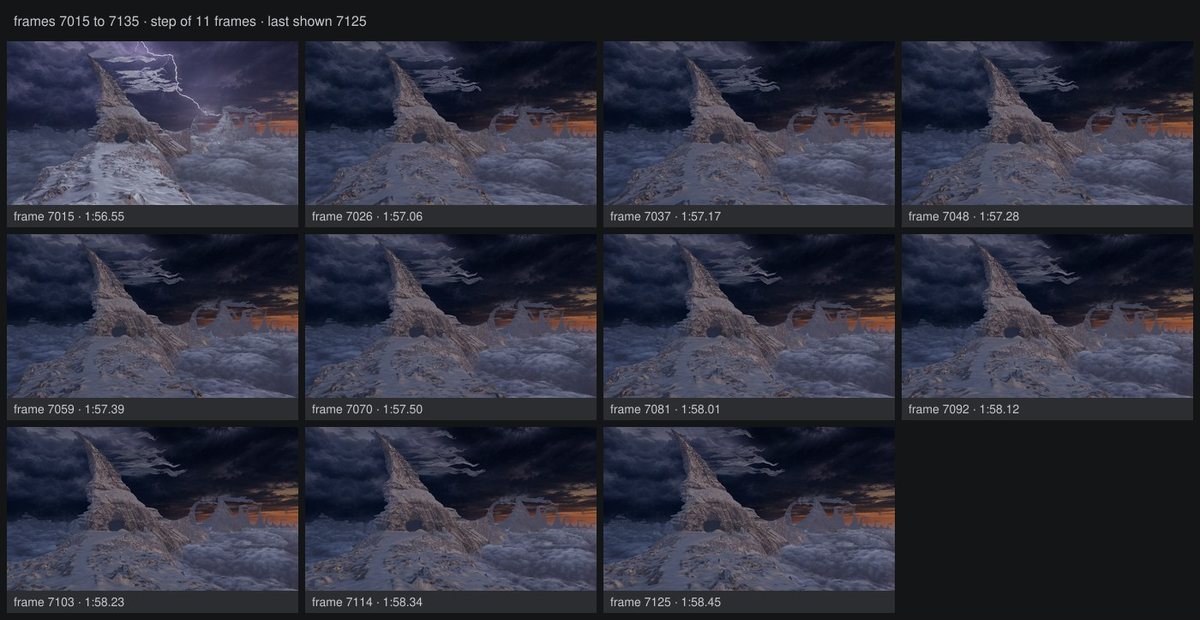 frames 7015 to 7135 · step of 11 frames · last shown 7125
frame 7015 · 1:56.55
frame 7026 · 1:57.06
frame 7037 · 1:57.17
frame 7048 · 1:57.28
frame 7059 · 1:57.39
frame 7070 · 1:57.50
frame 7081 · 1:58.01
frame 7092 · 1:58.12
frame 7103 · 1:58.23
frame 7114 · 1:58.34
frame 7125 · 1:58.45